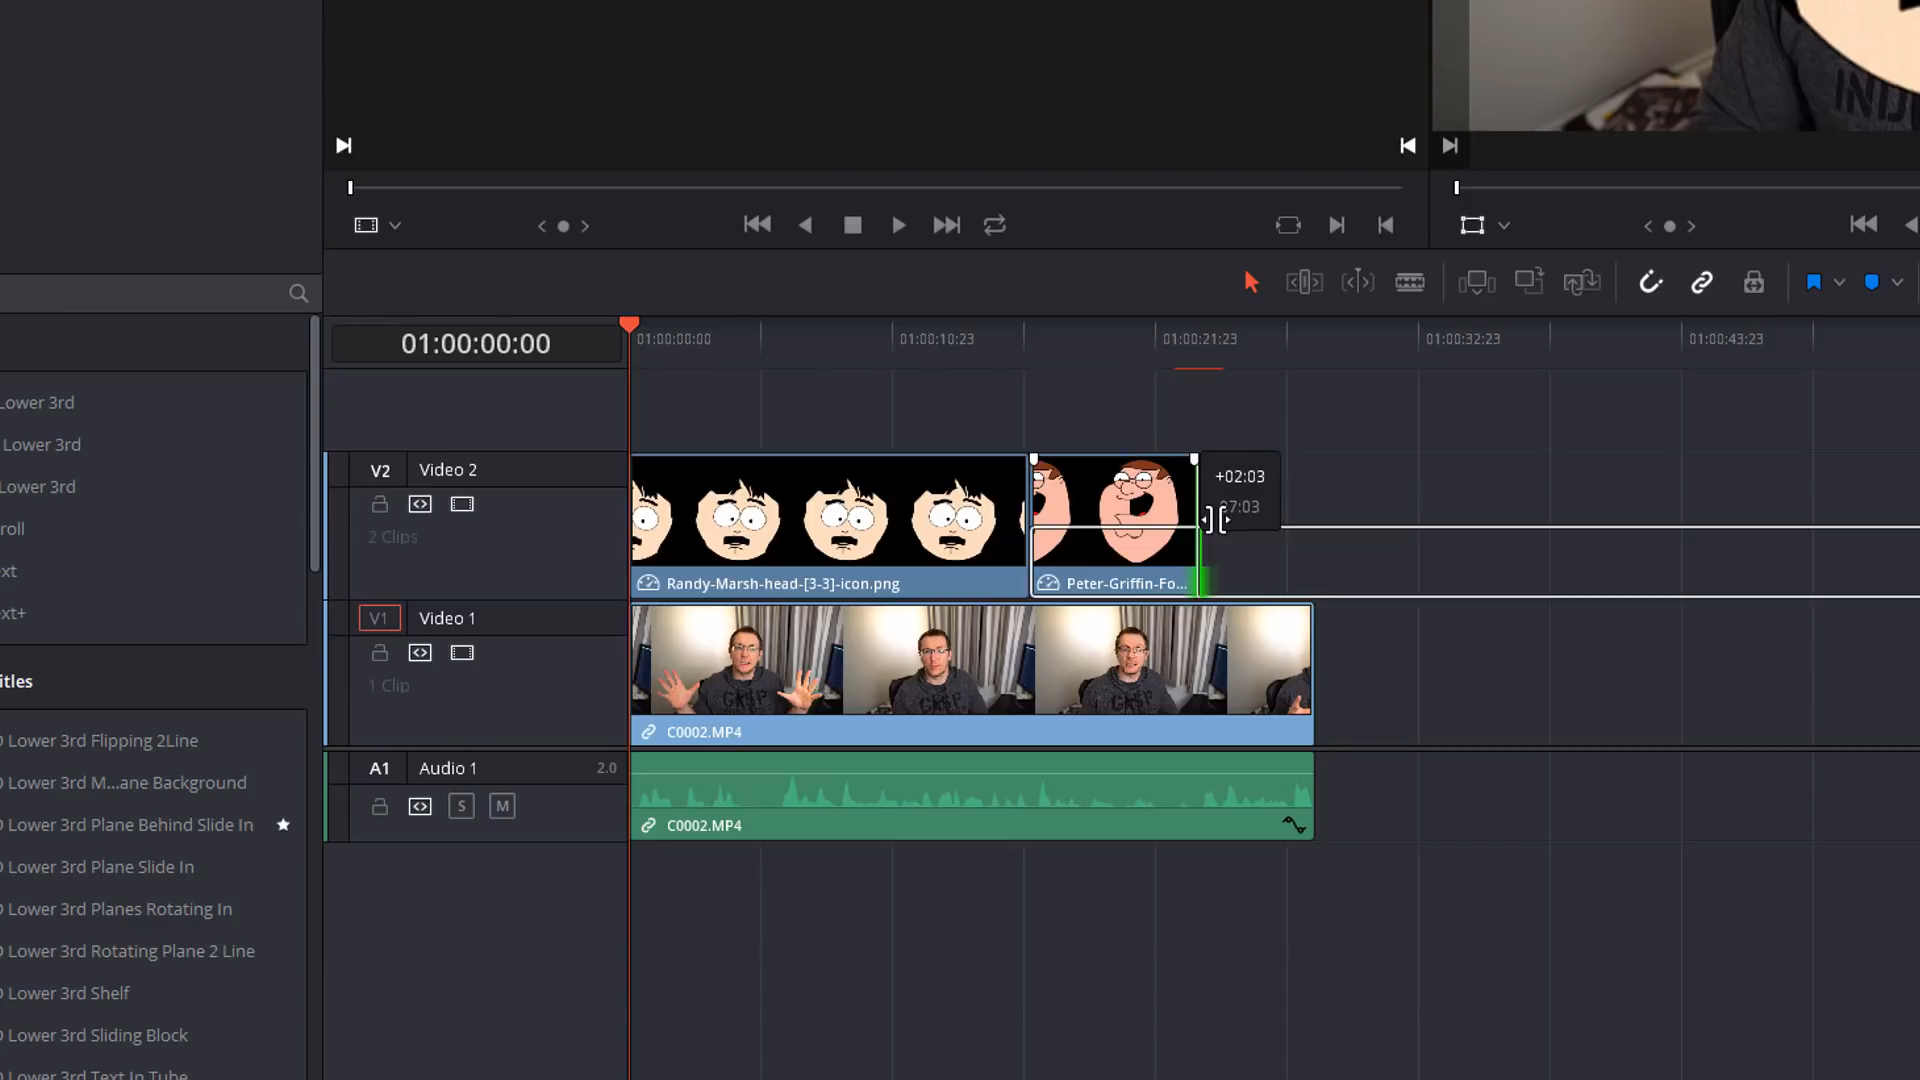 IND
01:00:00:00
01:00:00:00
01:00:10:23
01:00:21:23
01:00:32:23
01:00:43:23
Lower 3rd
Lower 3rd
Lower 3rd
roll
ext
ext+
itles
D Lower 3rd Flipping 2Line
D Lower 3rd M...ane Background
D Lower 3rd Plane Behind Slide In
D Lower 3rd Plane Slide In
D Lower 3rd Planes Rotating In
D Lower 3rd Rotating Plane 2 Line
D Lower 3rd Shelf
D Lower 3rd Sliding Block
D Lower 3rd Text In Tube
V2 Video 2
2 Clips
+02:03
07:03
Randy-Marsh-head-[3-3]-icon.png
Peter-Griffin-Fo...
V1 Video 1
1 Clip
C0002.MP4
A1 Audio 1 2.0
S M
C0002.MP4